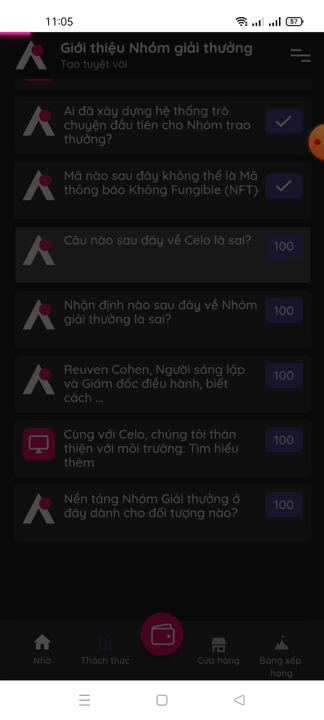 11:05
57
Giới thiệu Nhóm giải thưởng
Tạo tuyệt vời
Ai đã xây dựng hệ thống trò
chuyện đầu tiên cho Nhóm trao
thưởng?
Mã nào sau đây không thể là Mã
thông báo Không Fungible (NFT)
Câu nào sau đây về Celo là sai?
100
Nhận định nào sau đây về Nhóm
giải thưởng là sai?
100
Reuven Cohen, Người sáng lập
và Giám đốc điều hành, biết
cách ...
100
Cùng với Celo, chúng tôi thân
thiện với môi trường. Tìm hiểu
thêm
100
Nền tảng Nhóm Giải thưởng ở
đây dành cho đối tượng nào?
100
Nhà
Thách thức
Cửa hàng
Bảng xếp
hạng